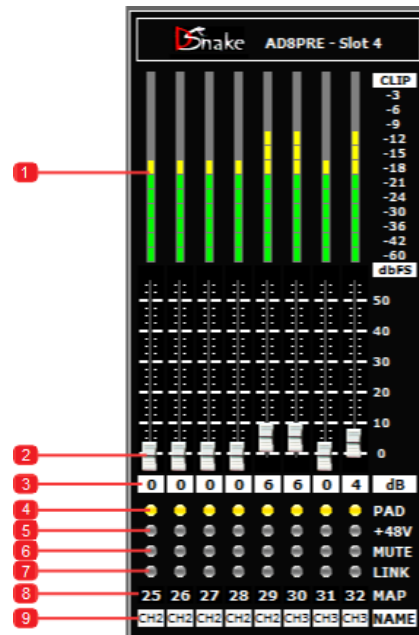 DSnake AD8PRE - Slot 4
CLIP
-3
-6
-9
-12
-15
1 -18
-21
-24
-30
-36
-42
-60
dbFS
50
40
30
20
10
2 0
3 0 0 0 0 6 6 0 4 dB
4 PAD
5 +48V
6 MUTE
7 LINK
8 25 26 27 28 29 30 31 32 MAP
9 CH2 CH2 CH2 CH2 CH2 CH3 CH3 CH3 NAME